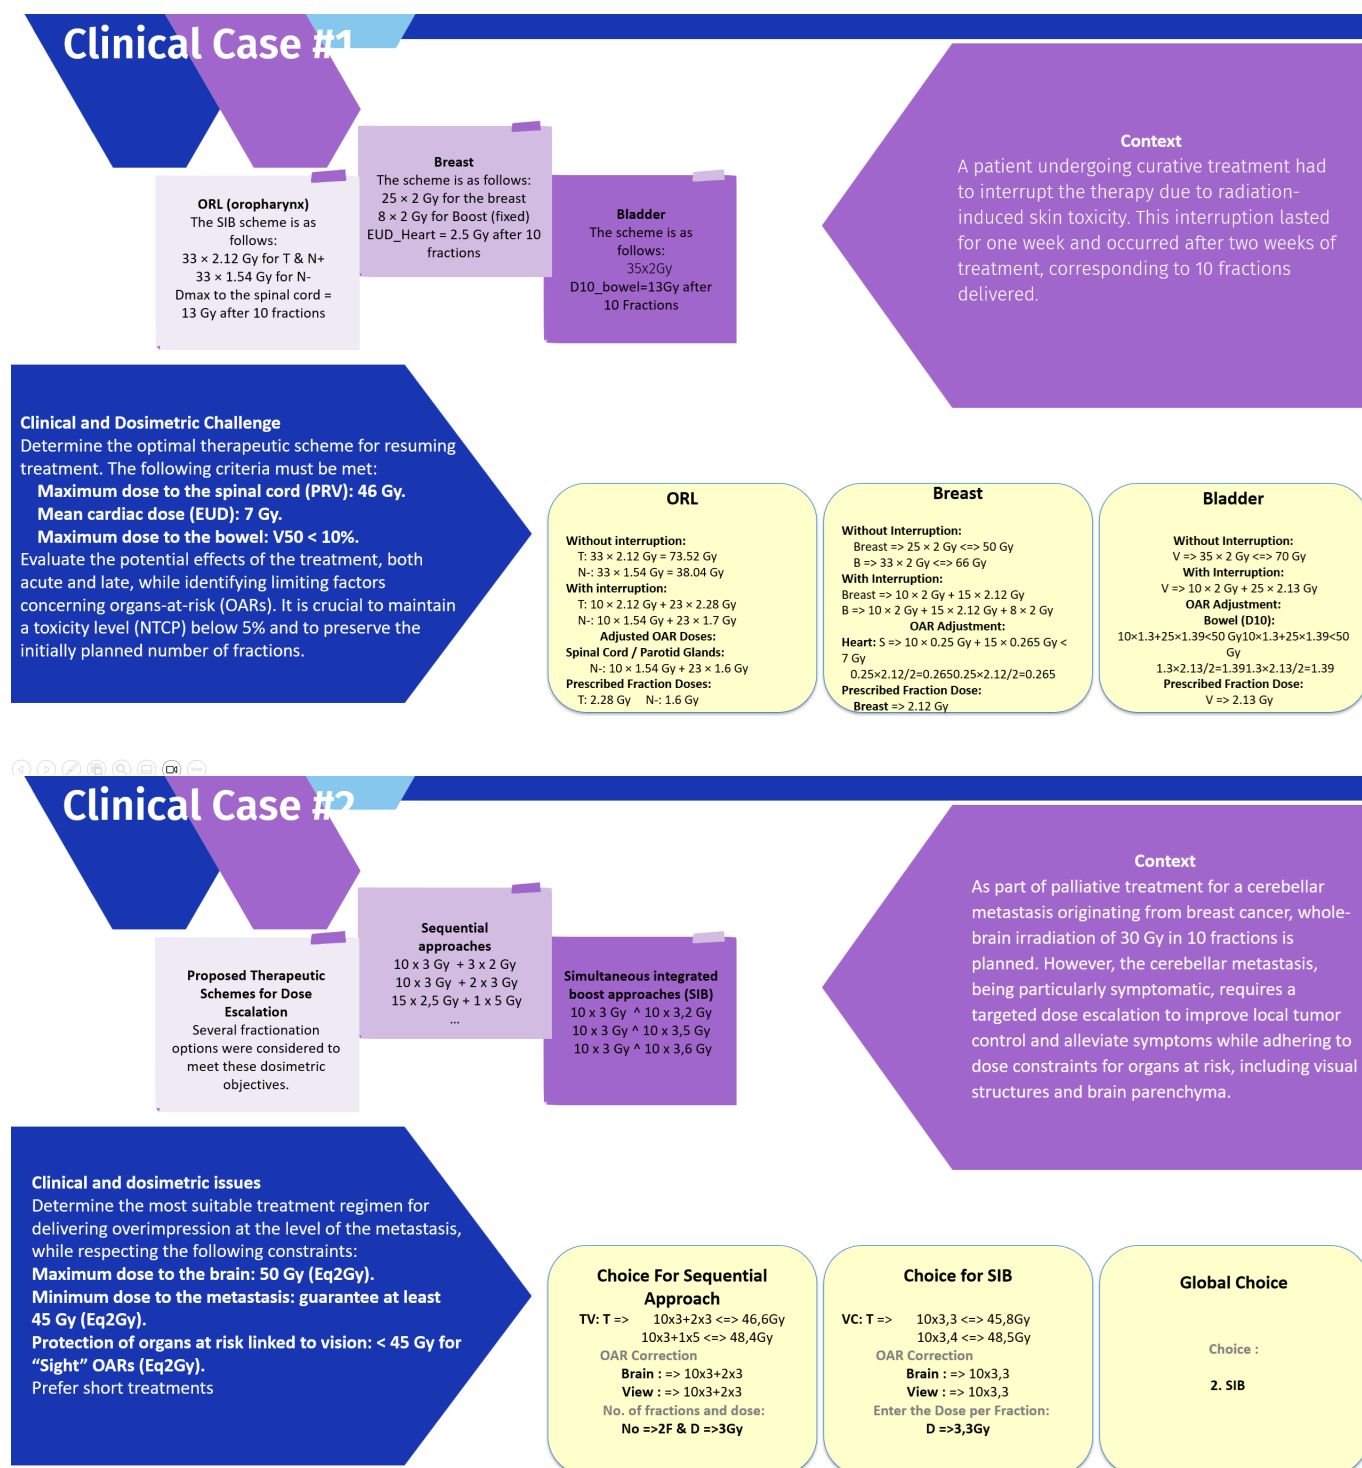 Clinical Case #1
ORL (oropharynx)
The SIB scheme is as
follows:
33 × 2.12 Gy for T & N+
33 × 1.54 Gy for N-
Dmax to the spinal cord =
13 Gy after 10 fractions
Breast
The scheme is as follows:
25 × 2 Gy for the breast
8 × 2 Gy for Boost (fixed)
EUD_Heart = 2.5 Gy after 10
fractions
Bladder
The scheme is as
follows:
35x2Gy
D10_bowel=13Gy after
10 Fractions
Context
A patient undergoing curative treatment had
to interrupt the therapy due to radiation-
induced skin toxicity. This interruption lasted
for one week and occurred after two weeks of
treatment, corresponding to 10 fractions
delivered.
Clinical and Dosimetric Challenge
Determine the optimal therapeutic scheme for resuming
treatment. The following criteria must be met:
Maximum dose to the spinal cord (PRV): 46 Gy.
Mean cardiac dose (EUD): 7 Gy.
Maximum dose to the bowel: V50 < 10%.
Evaluate the potential effects of the treatment, both
acute and late, while identifying limiting factors
concerning organs-at-risk (OARs). It is crucial to maintain
a toxicity level (NTCP) below 5% and to preserve the
initially planned number of fractions.
ORL
Without interruption:
T: 33 × 2.12 Gy = 73.52 Gy
N-: 33 × 1.54 Gy = 38.04 Gy
With interruption:
T: 10 × 2.12 Gy + 23 × 2.28 Gy
N-: 10 × 1.54 Gy + 23 × 1.7 Gy
Adjusted OAR Doses:
Spinal Cord / Parotid Glands:
N-: 10 × 1.54 Gy + 23 × 1.6 Gy
Prescribed Fraction Doses:
T: 2.28 Gy N-: 1.6 Gy
Breast
Without Interruption:
Breast => 25 × 2 Gy <=> 50 Gy
B => 33 × 2 Gy <=> 66 Gy
With Interruption:
Breast => 10 × 2 Gy + 15 × 2.12 Gy
B => 10 × 2 Gy + 15 × 2.12 Gy + 8 × 2 Gy
OAR Adjustment:
Heart: S => 10 × 0.25 Gy + 15 × 0.265 Gy <
7 Gy
0.25×2.12/2=0.2650.25×2.12/2=0.265
Prescribed Fraction Dose:
Breast => 2.12 Gy
Bladder
Without Interruption:
V => 35 × 2 Gy <=> 70 Gy
With Interruption:
V => 10 × 2 Gy + 25 × 2.13 Gy
OAR Adjustment:
Bowel (D10):
10×1.3+25×1.39<50 Gy10×1.3+25×1.39<50
Gy
1.3×2.13/2=1.391.3×2.13/2=1.39
Prescribed Fraction Dose:
V => 2.13 Gy
Clinical Case #2
Proposed Therapeutic
Schemes for Dose
Escalation
Several fractionation
options were considered to
meet these dosimetric
objectives.
Sequential
approaches
10 x 3 Gy + 3 x 2 Gy
10 x 3 Gy + 2 x 3 Gy
15 x 2,5 Gy + 1 x 5 Gy
...
Simultaneous integrated
boost approaches (SIB)
10 x 3 Gy ^ 10 x 3,2 Gy
10 x 3 Gy ^ 10 x 3,5 Gy
10 x 3 Gy ^ 10 x 3,6 Gy
Context
As part of palliative treatment for a cerebellar
metastasis originating from breast cancer, whole-
brain irradiation of 30 Gy in 10 fractions is
planned. However, the cerebellar metastasis,
being particularly symptomatic, requires a
targeted dose escalation to improve local tumor
control and alleviate symptoms while adhering to
dose constraints for organs at risk, including visual
structures and brain parenchyma.
Clinical and dosimetric issues
Determine the most suitable treatment regimen for
delivering overimpression at the level of the metastasis,
while respecting the following constraints:
Maximum dose to the brain: 50 Gy (Eq2Gy).
Minimum dose to the metastasis: guarantee at least
45 Gy (Eq2Gy).
Protection of organs at risk linked to vision: < 45 Gy for
“Sight” OARs (Eq2Gy).
Prefer short treatments
Choice For Sequential
Approach
TV: T => 10x3+2x3 <=> 46,6Gy
10x3+1x5 <=> 48,4Gy
OAR Correction
Brain : => 10x3+2x3
View : => 10x3+2x3
No. of fractions and dose:
No =>2F & D =>3Gy
Choice for SIB
VC: T => 10x3,3 <=> 45,8Gy
10x3,4 <=> 48,5Gy
OAR Correction
Brain : => 10x3,3
View : => 10x3,3
Enter the Dose per Fraction:
D =>3,3Gy
Global Choice
Choice :
2. SIB